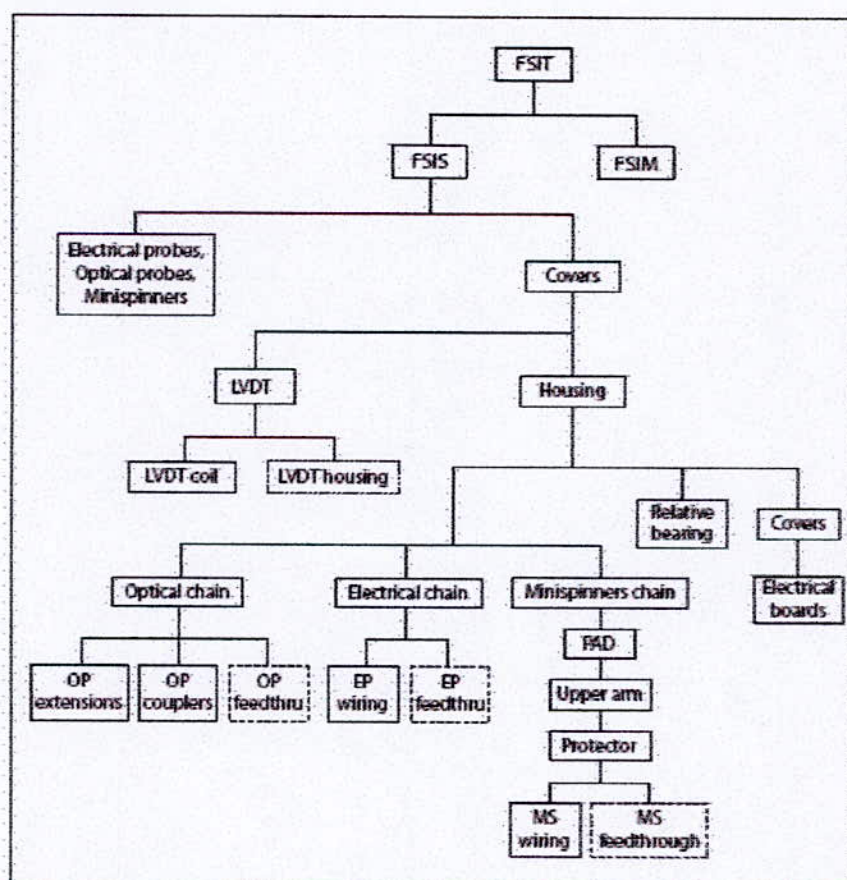 FSIT
FSIS
FSIM
Electrical probes,
Optical probes,
Minispinners
Covers
LVDT
Housing
LVDT coil
LVDT housing
Relative
bearing
Covers
Optical chain
Electrical chain
Minispinners chain
Electrical
boards
PAD
OP
extensions
OP
couplers
OP
feedthru
EP
wiring
EP
feedthru
Upper arm
Protector
MS
wiring
MS
feedthrough